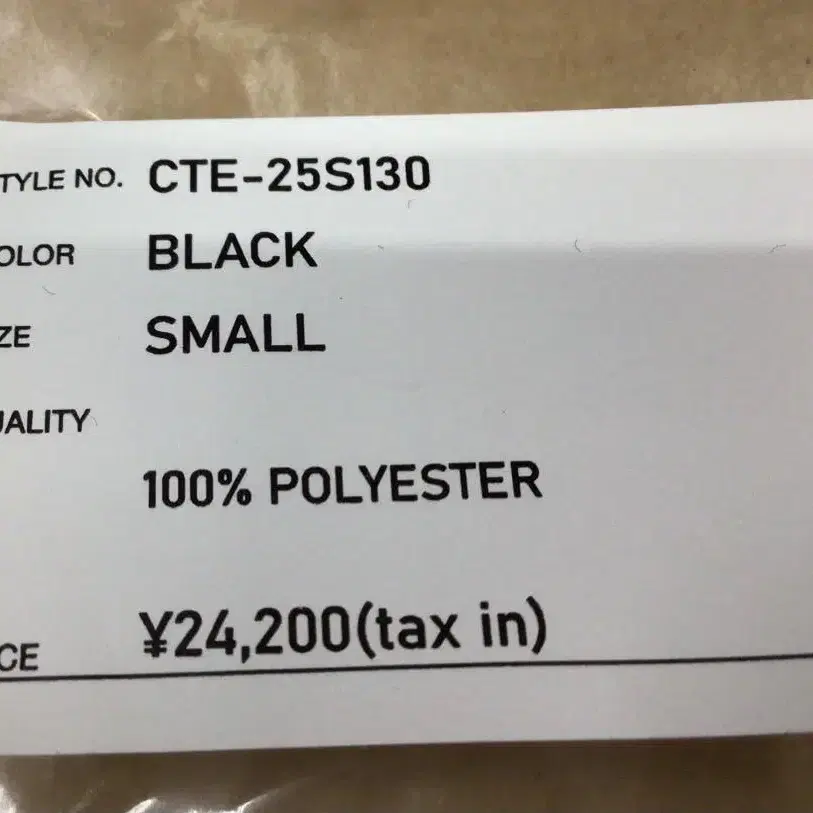 TYLE NO. CTE-25S130
OLOR BLACK
ZE SMALL
UALITY
100% POLYESTER
CE ¥24,200(tax in)